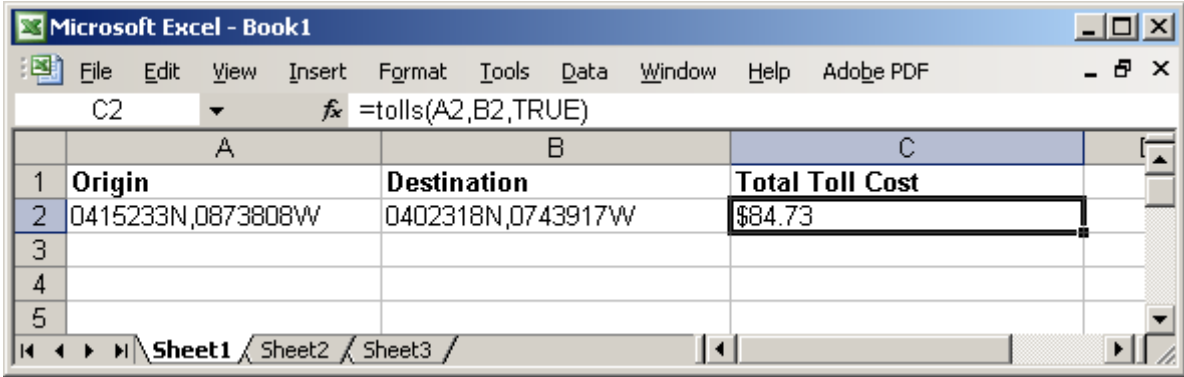 Microsoft Excel - Book1
File Edit View Insert Format Tools Data Window Help Adobe PDF
C2 fx =tolls(A2,B2,TRUE)
A B C
1 Origin Destination Total Toll Cost
2 0415233N,0873808W 0402318N,0743917W $84.73
3
4
5
Sheet1 Sheet2 Sheet3